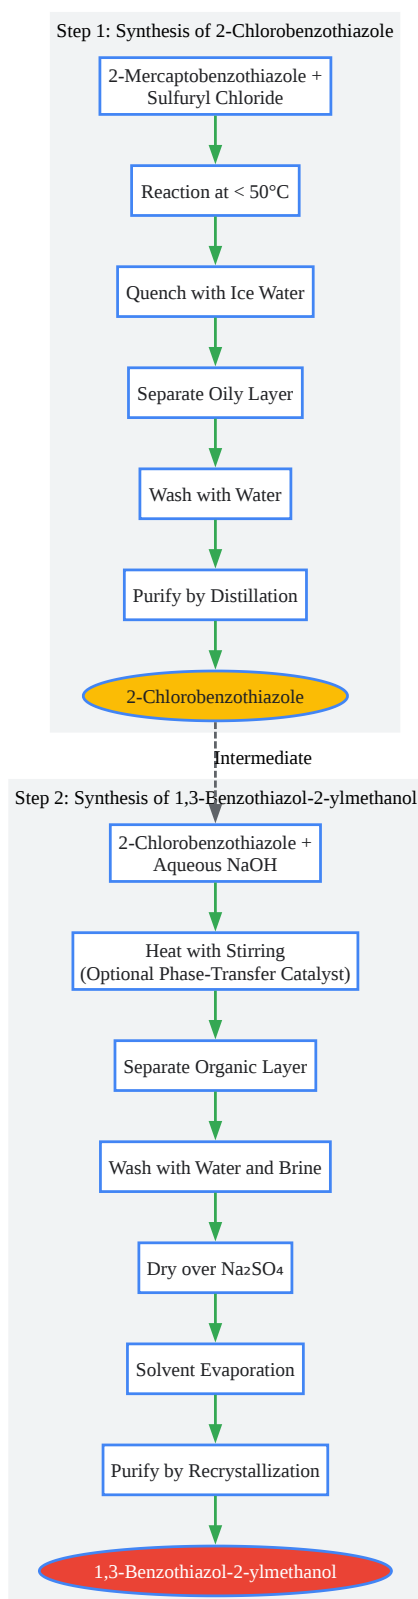 Step 1: Synthesis of 2-Chlorobenzothiazole
2-Mercaptobenzothiazole +
Sulfuryl Chloride
Reaction at < 50°C
Quench with Ice Water
Separate Oily Layer
Wash with Water
Purify by Distillation
2-Chlorobenzothiazole
Intermediate
Step 2: Synthesis of 1,3-Benzothiazol-2-ylmethanol
2-Chlorobenzothiazole +
Aqueous NaOH
Heat with Stirring
(Optional Phase-Transfer Catalyst)
Separate Organic Layer
Wash with Water and Brine
Dry over Na₂SO₄
Solvent Evaporation
Purify by Recrystallization
1,3-Benzothiazol-2-ylmethanol